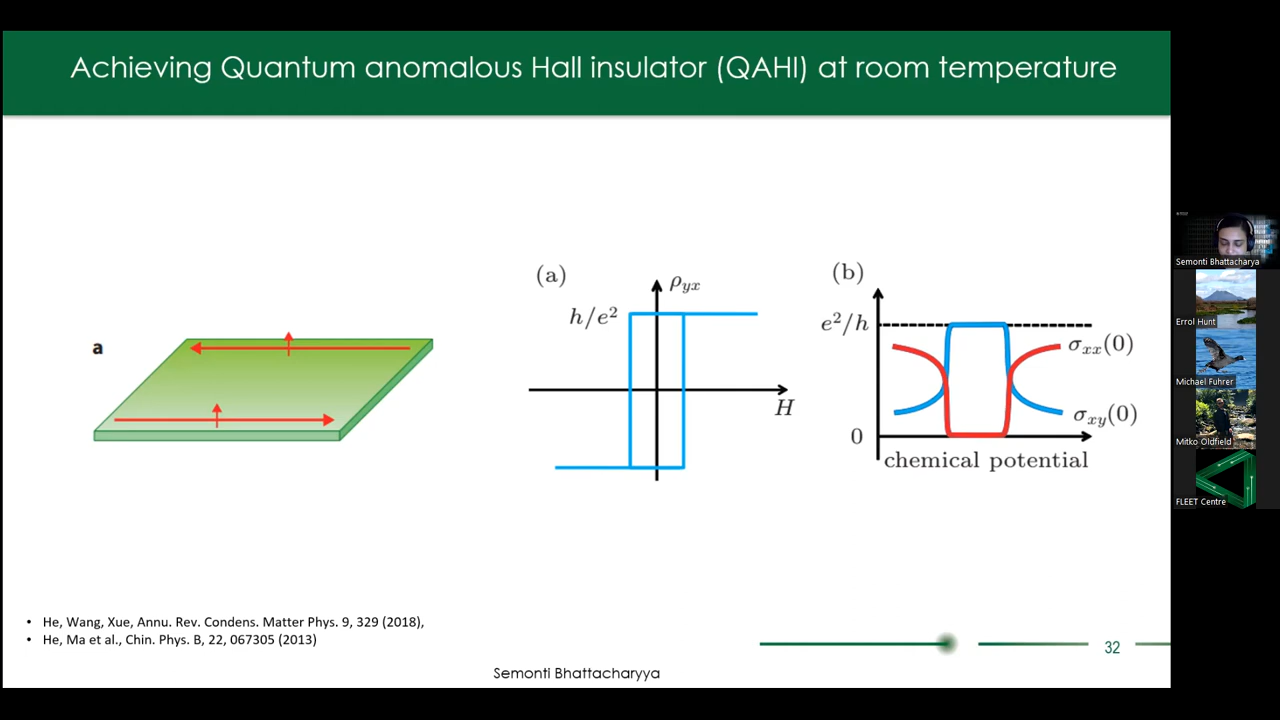 Achieving Quantum anomalous Hall insulator (QAHI) at room temperature
a
(a)
ρyx
h/e²
H
(b)
e²/h
σxx(0)
σxy(0)
0
chemical potential
• He, Wang, Xue, Annu. Rev. Condens. Matter Phys. 9, 329 (2018),
• He, Ma et al., Chin. Phys. B, 22, 067305 (2013)
32
Semonti Bhattacharyya
Semonti Bhattacharya
Errol Hunt
Michael Fuhrer
Mitko Oldfield
FLEET Centre